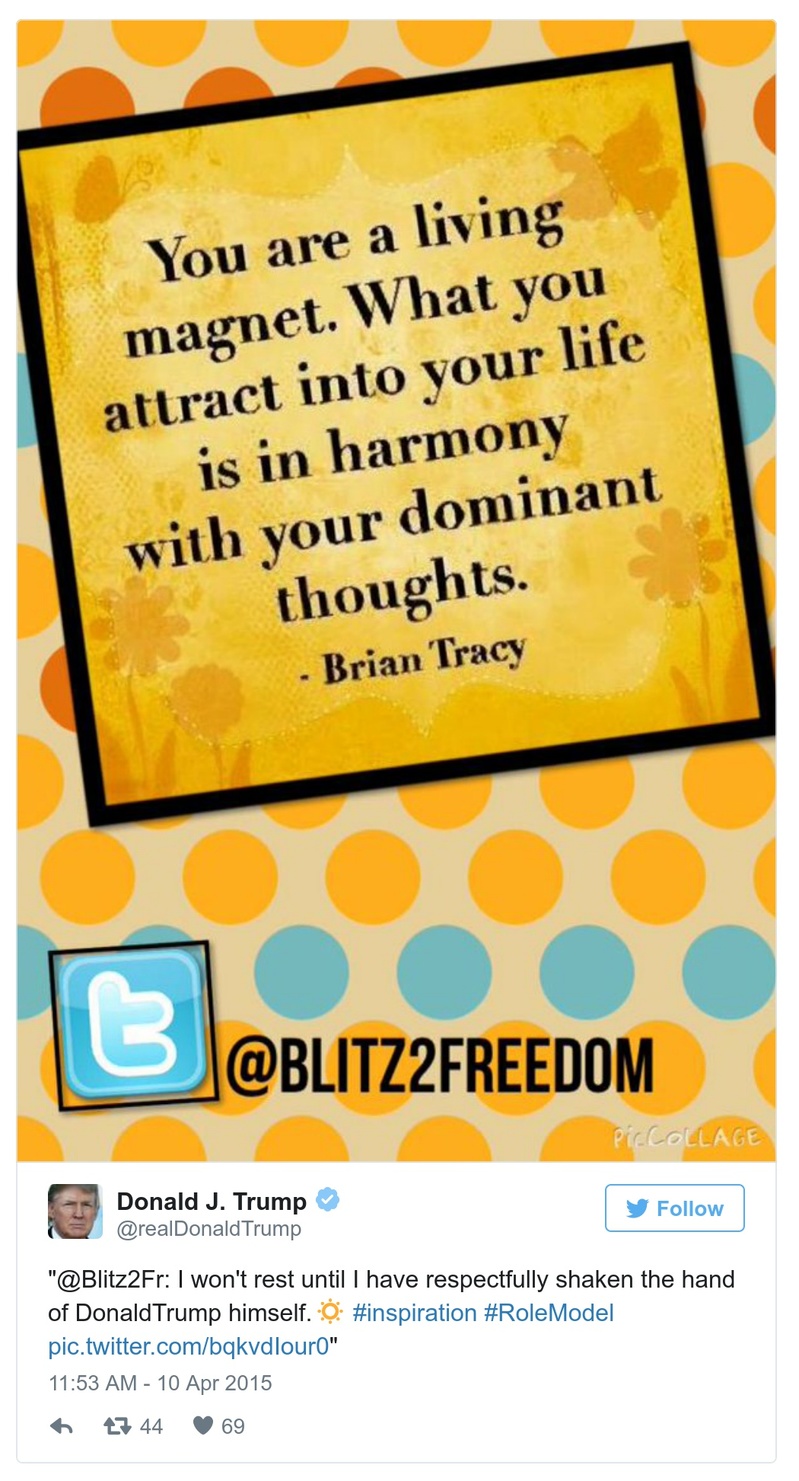 You are a living
magnet. What you
attract into your life
is in harmony
with your dominant
thoughts.
- Brian Tracy
@BLITZ2FREEDOM
PicCOLLAGE
Donald J. Trump
@realDonaldTrump
Follow
"@Blitz2Fr: I won't rest until I have respectfully shaken the hand
of DonaldTrump himself.🔅 #inspiration #RoleModel
pic.twitter.com/bqkvdIour0"
11:53 AM - 10 Apr 2015
44 69